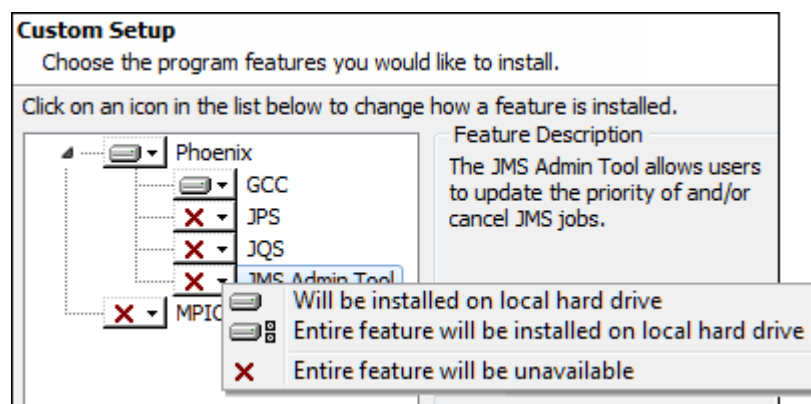 Custom Setup
Choose the program features you would like to install.
Click on an icon in the list below to change how a feature is installed.
Phoenix
GCC
JPS
JQS
JMS Admin Tool
Feature Description
The JMS Admin Tool allows users
to update the priority of and/or
cancel JMS jobs.
Will be installed on local hard drive
Entire feature will be installed on local hard drive
Entire feature will be unavailable